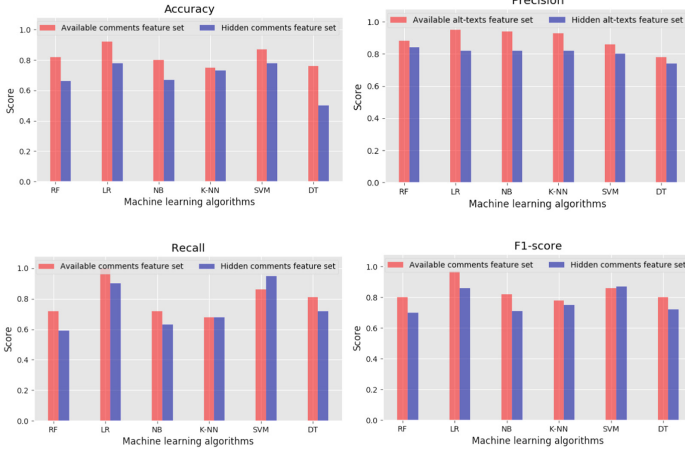 Accuracy
Available comments feature set Hidden comments feature set
1.0
0.8
0.6
0.4
0.2
0.0
Score
RF LR NB K-NN SVM DT
Machine learning algorithms
Precision
Available alt-texts feature set Hidden alt-texts feature set
1.0
0.8
0.6
0.4
0.2
0.0
Score
RF LR NB K-NN SVM DT
Machine learning algorithms
Recall
Available comments feature set Hidden comments feature set
1.0
0.8
0.6
0.4
0.2
0.0
Score
RF LR NB K-NN SVM DT
Machine learning algorithms
F1-score
Available comments feature set Hidden comments feature set
1.0
0.8
0.6
0.4
0.2
0.0
Score
RF LR NB K-NN SVM DT
Machine learning algorithms